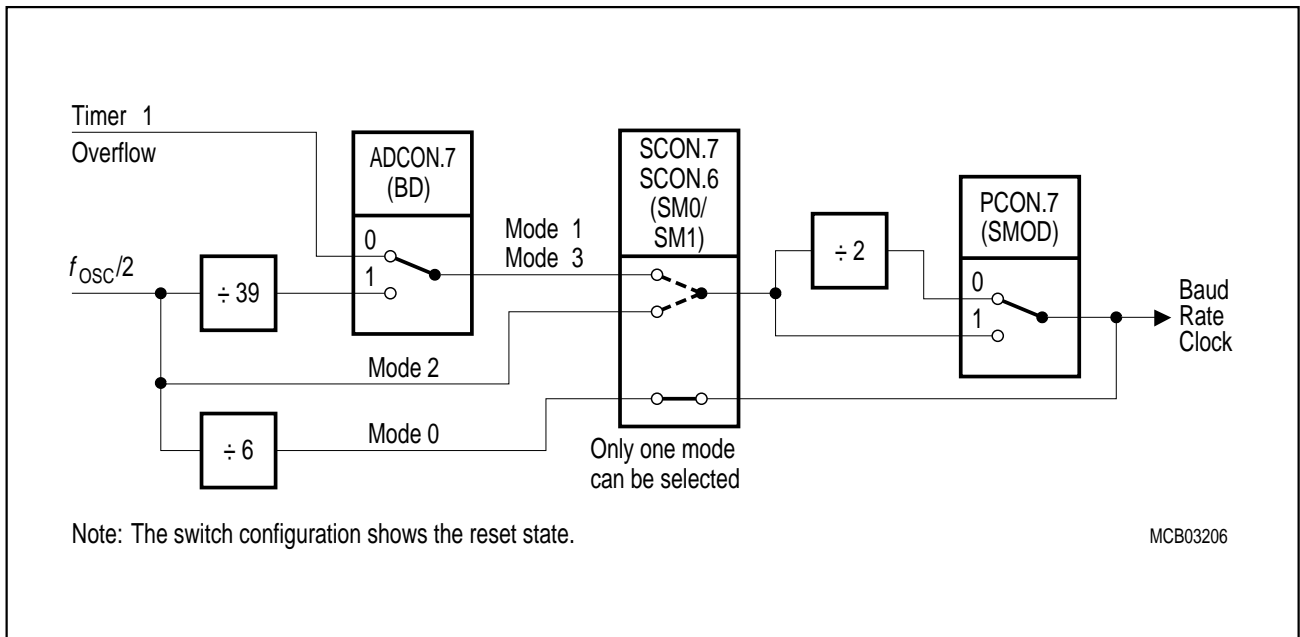 Timer 1
Overflow
ADCON.7
(BD)
0
1
fOSC/2
÷ 39
Mode 1
Mode 3
Mode 2
÷ 6
Mode 0
SCON.7
SCON.6
(SM0/
SM1)
Only one mode
can be selected
÷ 2
PCON.7
(SMOD)
0
1
Baud
Rate
Clock
Note: The switch configuration shows the reset state.
MCB03206